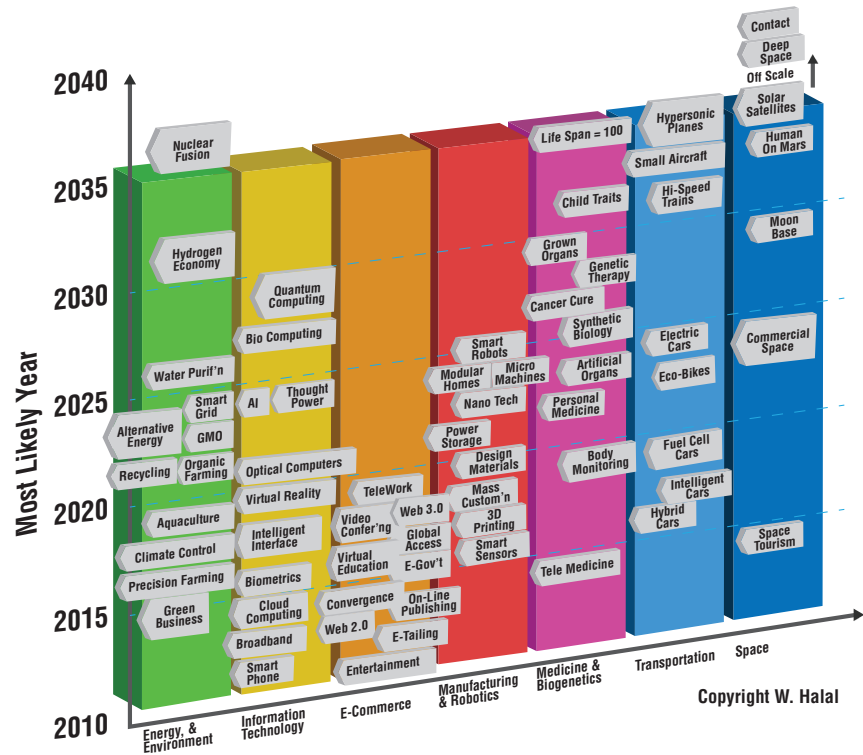 Contact
Deep
Space
Off Scale
2040
Most Likely Year
2035
2030
2025
2020
2015
2010
Nuclear
Fusion
Hydrogen
Economy
Water Purif'n
Smart
Grid
Alternative
Energy
GMO
Recycling
Organic
Farming
Aquaculture
Climate Control
Precision Farming
Green
Business
Quantum
Computing
Bio Computing
AI
Thought
Power
Optical Computers
Virtual Reality
Intelligent
Interface
Biometrics
Cloud
Computing
Broadband
Smart
Phone
TeleWork
Web 3.0
Video
Confer'ng
Global
Access
Virtual
Education
E-Gov't
Convergence
On-Line
Publishing
Web 2.0
E-Tailing
Entertainment
Smart
Robots
Modular
Homes
Micro
Machines
Nano Tech
Power
Storage
Design
Materials
Mass
Custom'n
3D
Printing
Smart
Sensors
Life Span = 100
Child Traits
Grown
Organs
Genetic
Therapy
Cancer Cure
Synthetic
Biology
Artificial
Organs
Personal
Medicine
Body
Monitoring
Tele Medicine
Hypersonic
Planes
Small Aircraft
Hi-Speed
Trains
Electric
Cars
Eco-Bikes
Fuel Cell
Cars
Intelligent
Cars
Hybrid
Cars
Solar
Satellites
Human
On Mars
Moon
Base
Commercial
Space
Space
Tourism
Energy, &
Environment
Information
Technology
E-Commerce
Manufacturing
& Robotics
Medicine &
Biogenetics
Transportation
Space
Copyright W. Halal